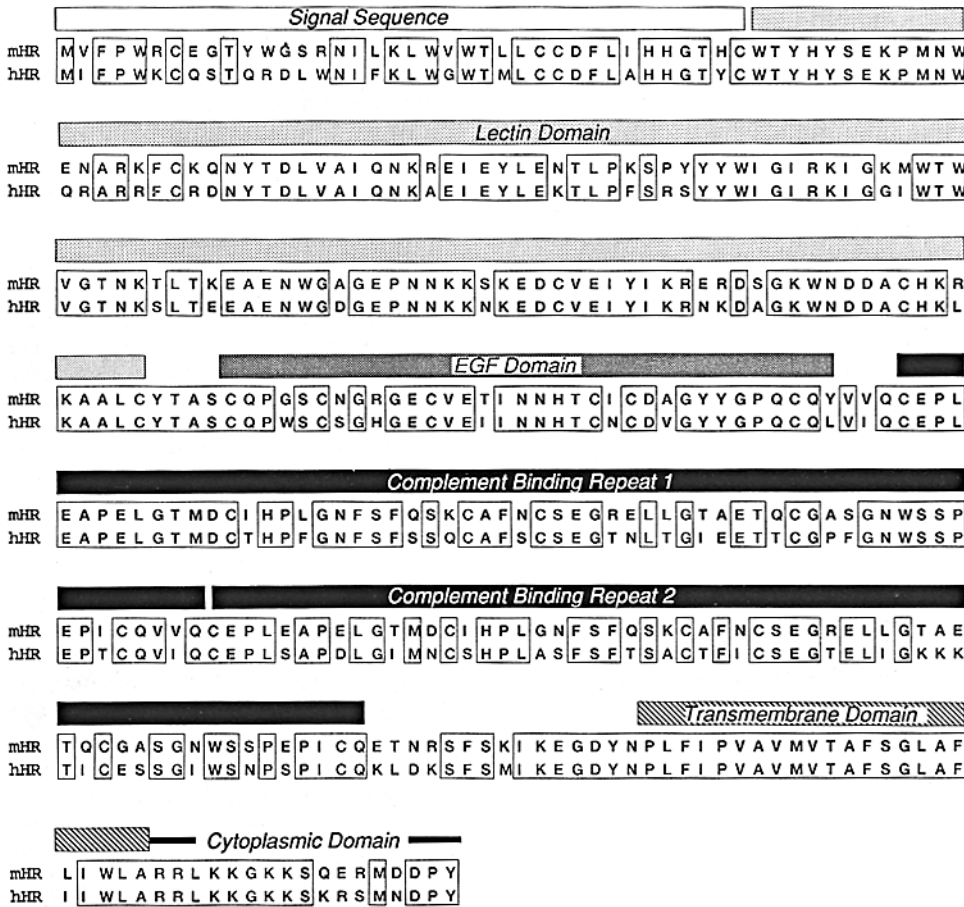 Signal Sequence
mHR M V F P W R C E G T Y W G S R N I L K L W V W T L L C C D F L I H H G T H C W T Y H Y S E K P M N W
hHR M I F P W K C Q S T Q R D L W N I F K L W G W T M L C C D F L A H H G T Y C W T Y H Y S E K P M N W
Lectin Domain
mHR E N A R K F C K Q N Y T D L V A I Q N K R E I E Y L E N T L P K S P Y Y Y W I G I R K I G K M W T W
hHR Q R A R R F C R D N Y T D L V A I Q N K A E I E Y L E K T L P F S R S Y Y W I G I R K I G G I W T W
mHR V G T N K T L T K E A E N W G A G E P N N K K S K E D C V E I Y I K R E R D S G K W N D D A C H K R
hHR V G T N K S L T E E A E N W G D G E P N N K K N K E D C V E I Y I K R N K D A G K W N D D A C H K L
EGF Domain
mHR K A A L C Y T A S C Q P G S C N G R G E C V E T I N N H T C I C D A G Y Y G P Q C Q Y V V Q C E P L
hHR K A A L C Y T A S C Q P W S C S G H G E C V E I I N N H T C N C D V G Y Y G P Q C Q L V I Q C E P L
Complement Binding Repeat 1
mHR E A P E L G T M D C I H P L G N F S F Q S K C A F N C S E G R E L L G T A E T Q C G A S G N W S S P
hHR E A P E L G T M D C T H P F G N F S F S S Q C A F S C S E G T N L T G I E E T T C G P F G N W S S P
Complement Binding Repeat 2
mHR E P I C Q V V Q C E P L E A P E L G T M D C I H P L G N F S F Q S K C A F N C S E G R E L L G T A E
hHR E P T C Q V I Q C E P L S A P D L G I M N C S H P L A S F S F T S A C T F I C S E G T E L I G K K K
Transmembrane Domain
mHR T Q C G A S G N W S S P E P I C Q E T N R S F S K I K E G D Y N P L F I P V A V M V T A F S G L A F
hHR T I C E S S G I W S N P S P I C Q K L D K S F S M I K E G D Y N P L F I P V A V M V T A F S G L A F
Cytoplasmic Domain
mHR L I W L A R R L K K G K K S Q E R M D D P Y
hHR I I W L A R R L K K G K K S K R S M N D P Y